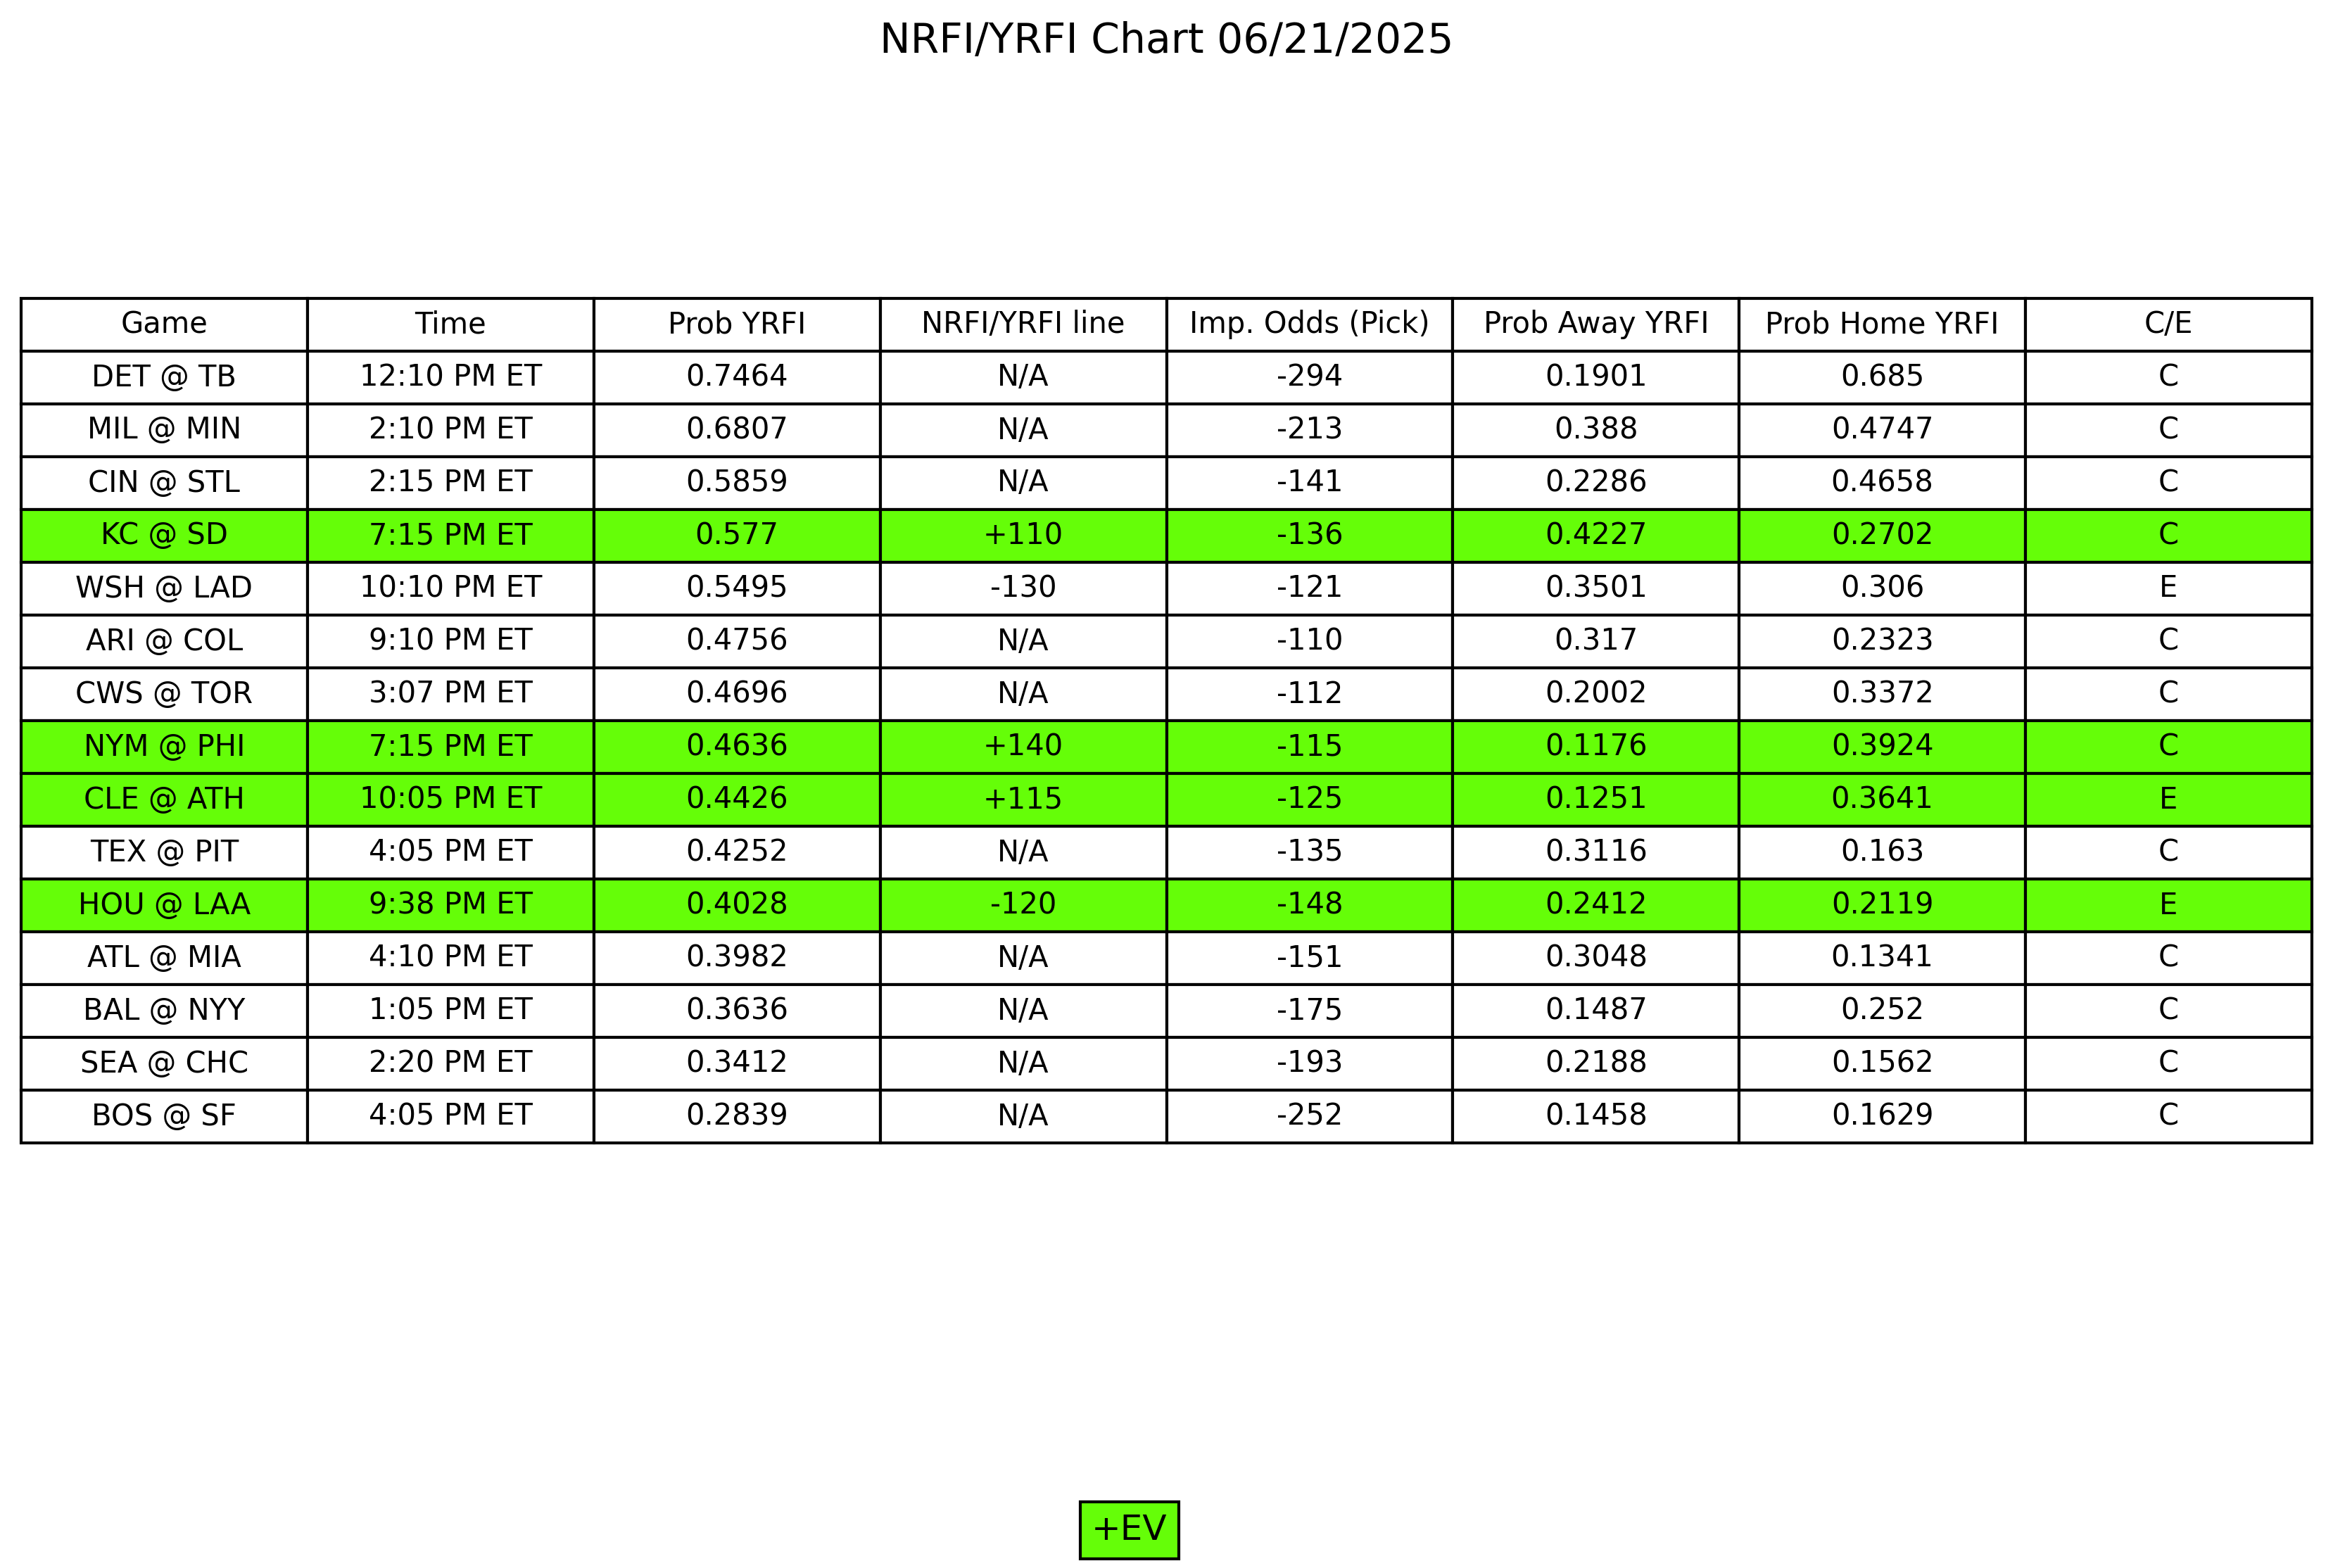 NRFI/YRFI Chart 06/21/2025
Game Time Prob YRFI NRFI/YRFI line Imp. Odds (Pick) Prob Away YRFI Prob Home YRFI C/E
DET @ TB 12:10 PM ET 0.7464 N/A -294 0.1901 0.685 C
MIL @ MIN 2:10 PM ET 0.6807 N/A -213 0.388 0.4747 C
CIN @ STL 2:15 PM ET 0.5859 N/A -141 0.2286 0.4658 C
KC @ SD 7:15 PM ET 0.577 +110 -136 0.4227 0.2702 C
WSH @ LAD 10:10 PM ET 0.5495 -130 -121 0.3501 0.306 E
ARI @ COL 9:10 PM ET 0.4756 N/A -110 0.317 0.2323 C
CWS @ TOR 3:07 PM ET 0.4696 N/A -112 0.2002 0.3372 C
NYM @ PHI 7:15 PM ET 0.4636 +140 -115 0.1176 0.3924 C
CLE @ ATH 10:05 PM ET 0.4426 +115 -125 0.1251 0.3641 E
TEX @ PIT 4:05 PM ET 0.4252 N/A -135 0.3116 0.163 C
HOU @ LAA 9:38 PM ET 0.4028 -120 -148 0.2412 0.2119 E
ATL @ MIA 4:10 PM ET 0.3982 N/A -151 0.3048 0.1341 C
BAL @ NYY 1:05 PM ET 0.3636 N/A -175 0.1487 0.252 C
SEA @ CHC 2:20 PM ET 0.3412 N/A -193 0.2188 0.1562 C
BOS @ SF 4:05 PM ET 0.2839 N/A -252 0.1458 0.1629 C
+EV